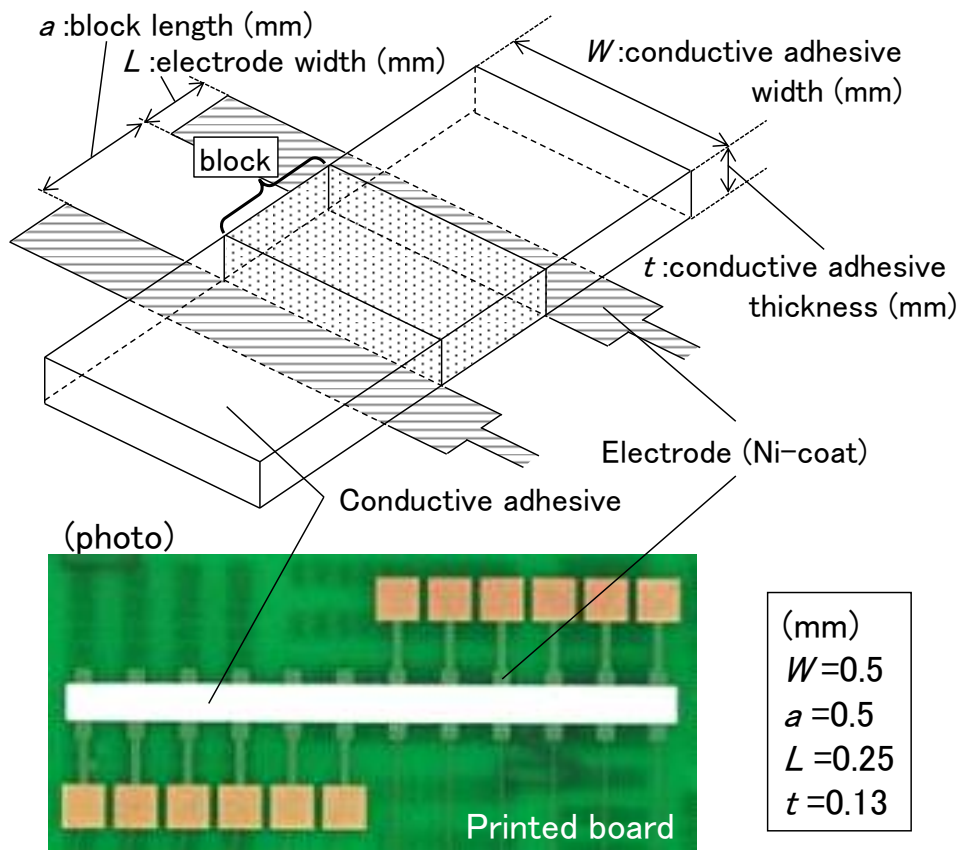 a :block length (mm)
L :electrode width (mm)
W :conductive adhesive
width (mm)
block
t :conductive adhesive
thickness (mm)
Electrode (Ni-coat)
Conductive adhesive
(photo)
Printed board
(mm)
W =0.5
a =0.5
L =0.25
t =0.13